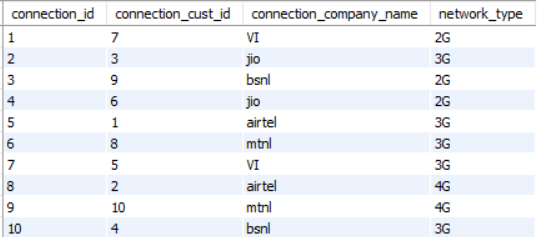 connection_id connection_cust_id connection_company_name network_type
1 7 VI 2G
2 3 jio 3G
3 9 bsnl 2G
4 6 jio 2G
5 1 airtel 3G
6 8 mtnl 3G
7 5 VI 3G
8 2 airtel 4G
9 10 mtnl 4G
10 4 bsnl 3G